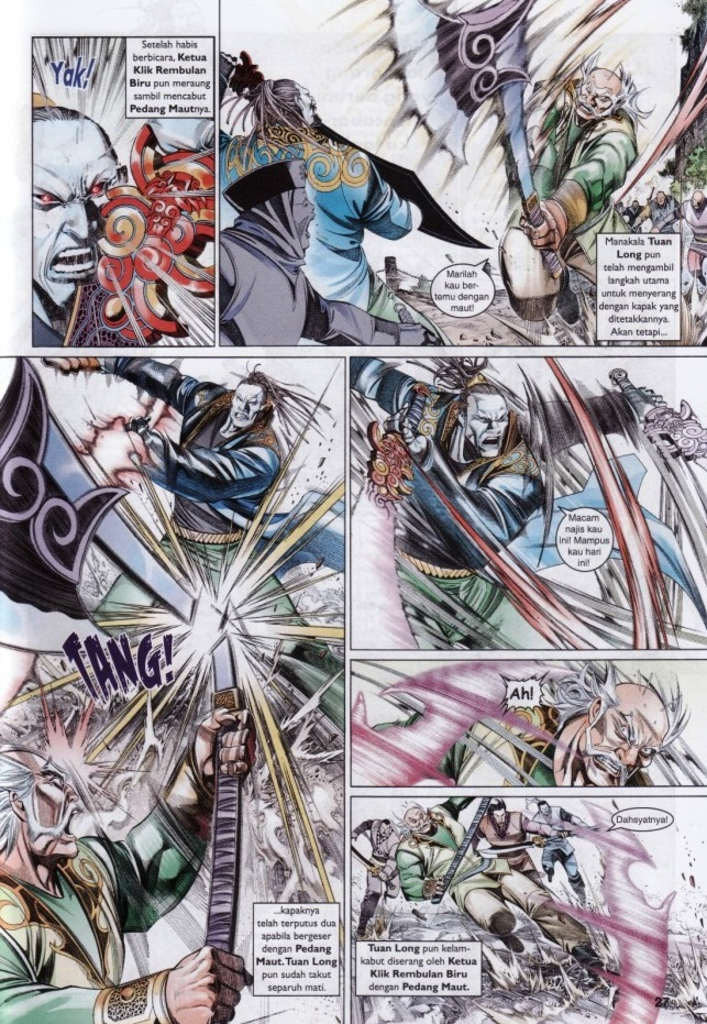 Setelah habis
berbicara, Ketua
Klik Rembulan
Biru pun meraung
sambil mencabut
Pedang Mautnya.
Yak!
Marilah
kau ber-
temu dengan
maut!
Manakala Tuan
Long pun
telah mengambil
langkah utama
untuk menyerang
dengan kapak yang
ditetakkannya.
Akan tetapi...
TANG!
...kapaknya
telah terputus dua
apabila bergeser
dengan Pedang
Maut. Tuan Long
pun sudah takut
separuh mati.
Macam
najis kau
ini! Mampus
kau hari
ini!
Ah!
Dahsyatnya!
Tuan Long pun kelam-
kabut diserang oleh Ketua
Klik Rembulan Biru
dengan Pedang Maut.
27